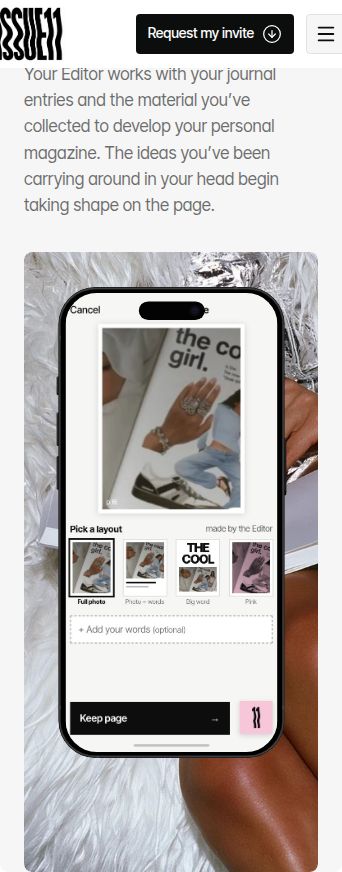 ISSUE11
Request my invite
Your Editor works with your journal
entries and the material you’ve
collected to develop your personal
magazine. The ideas you’ve been
carrying around in your head begin
taking shape on the page.
Cancel
the co
girl.
Pick a layout
made by the Editor
THE
COOL
Full photo
Photo + words
Big word
Pink
+ Add your words (optional)
Keep page →
11